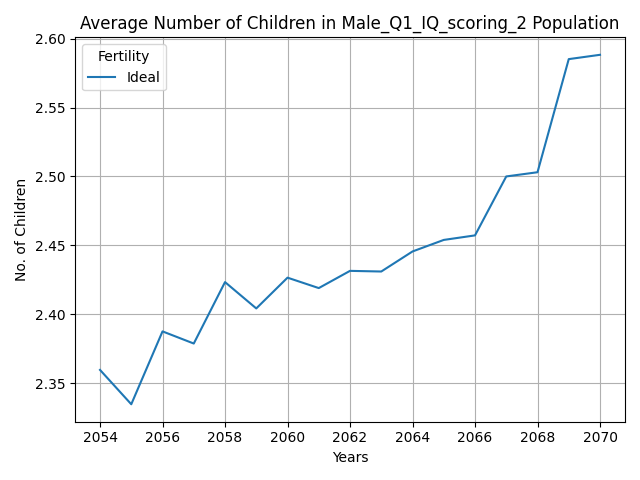 Average Number of Children in Male_Q1_IQ_scoring_2 Population
2.60
2.55
2.50
2.45
2.40
2.35
No. of Children
Fertility
Ideal
2054 2056 2058 2060 2062 2064 2066 2068 2070
Years